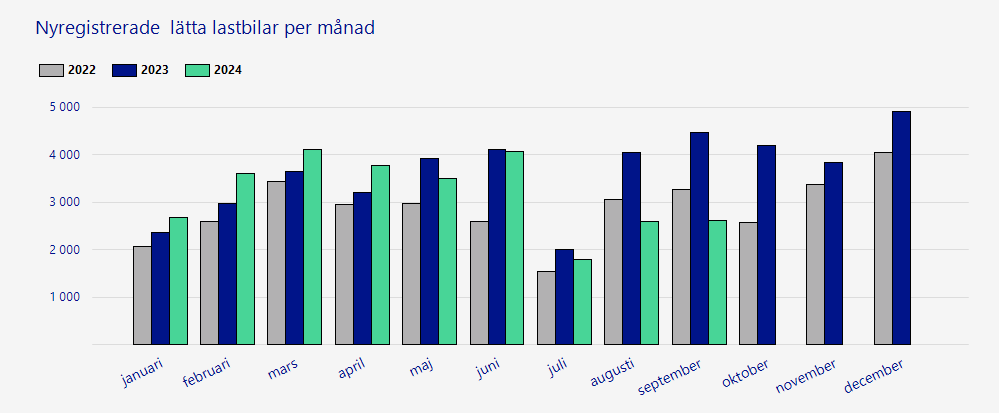 Nyregistrerade  lätta lastbilar per månad
2022 2023 2024
5 000
4 000
3 000
2 000
1 000
januari februari mars april maj juni juli augusti september oktober november december